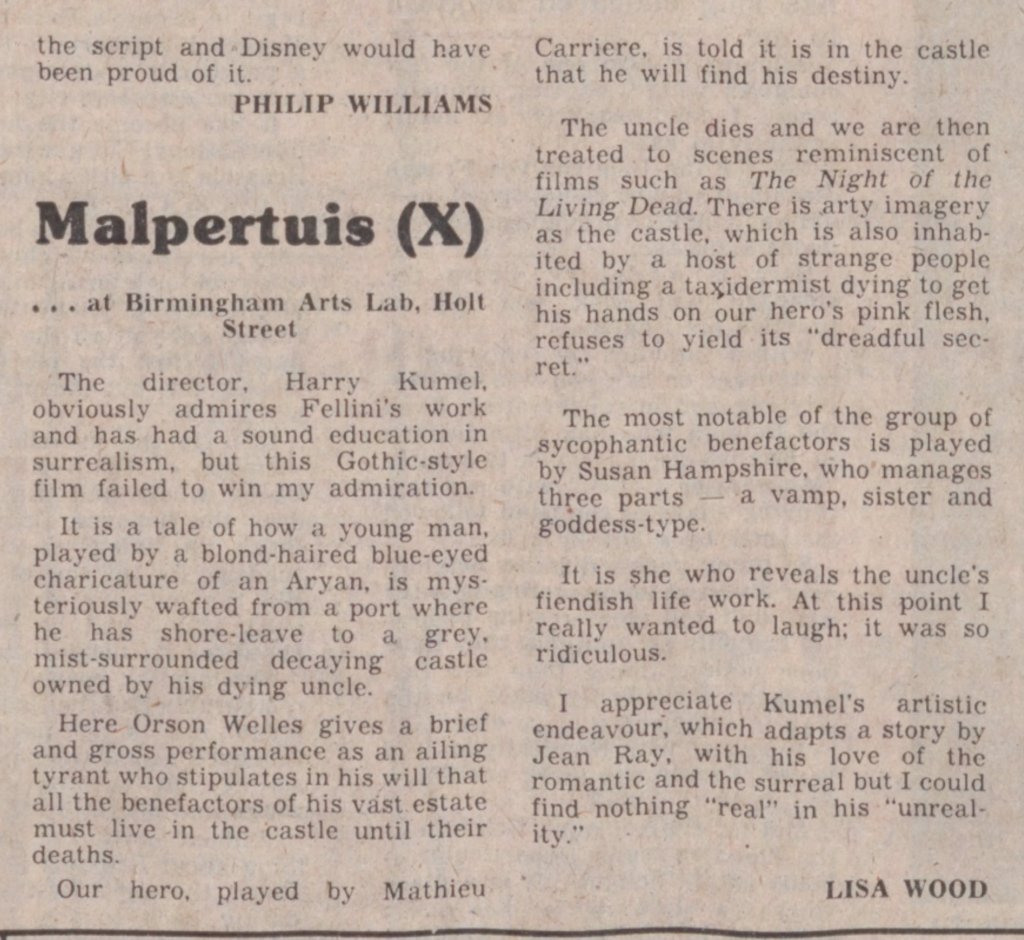 the script and Disney would have
been proud of it.
PHILIP WILLIAMS
Malpertuis (X)
. . . at Birmingham Arts Lab, Holt
Street
The director, Harry Kumel,
obviously admires Fellini's work
and has had a sound education in
surrealism, but this Gothic-style
film failed to win my admiration.
It is a tale of how a young man,
played by a blond-haired blue-eyed
charicature of an Aryan, is mys-
teriously wafted from a port where
he has shore-leave to a grey,
mist-surrounded decaying castle
owned by his dying uncle.
Here Orson Welles gives a brief
and gross performance as an ailing
tyrant who stipulates in his will that
all the benefactors of his vast estate
must live in the castle until their
deaths.
Our hero, played by Mathieu
Carriere, is told it is in the castle
that he will find his destiny.
The uncle dies and we are then
treated to scenes reminiscent of
films such as The Night of the
Living Dead. There is arty imagery
as the castle, which is also inhab-
ited by a host of strange people
including a taxidermist dying to get
his hands on our hero's pink flesh,
refuses to yield its "dreadful sec-
ret."
The most notable of the group of
sycophantic benefactors is played
by Susan Hampshire, who manages
three parts — a vamp, sister and
goddess-type.
It is she who reveals the uncle's
fiendish life work. At this point I
really wanted to laugh; it was so
ridiculous.
I appreciate Kumel's artistic
endeavour, which adapts a story by
Jean Ray, with his love of the
romantic and the surreal but I could
find nothing "real" in his "unreal-
ity."
LISA WOOD